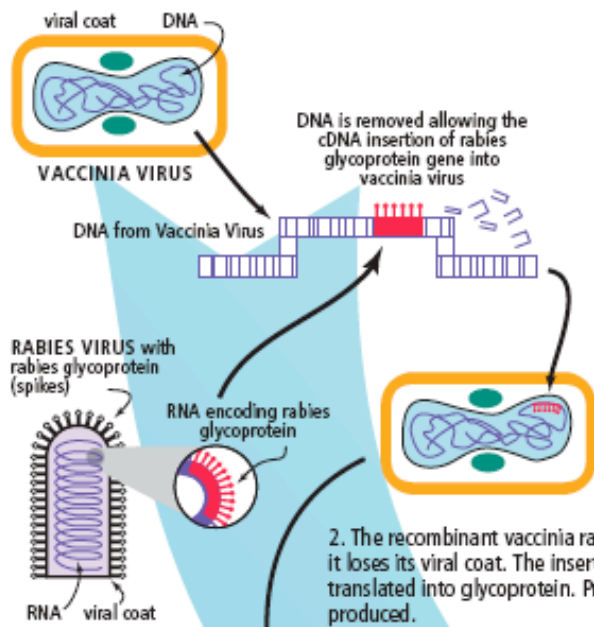 viral coat
DNA
VACCINIA VIRUS
DNA is removed allowing the
cDNA insertion of rabies
glycoprotein gene into
vaccinia virus
DNA from Vaccinia Virus
RABIES VIRUS with
rabies glycoprotein
(spikes)
RNA encoding rabies
glycoprotein
RNA
viral coat
2. The recombinant vaccinia
it loses its viral coat. The
translated into glycoprotein.
produced.